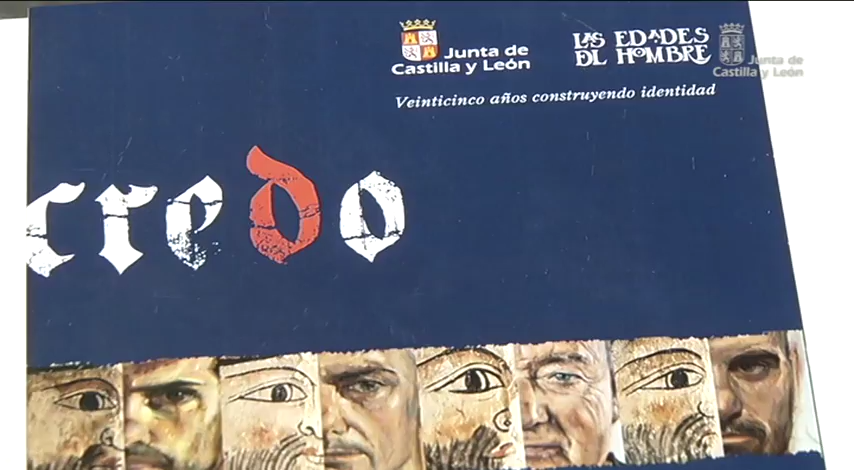 Junta de
Castilla y León
LAS EDADES
DEL HOMBRE
Junta de
Castilla y León
Veinticinco años construyendo identidad
credo